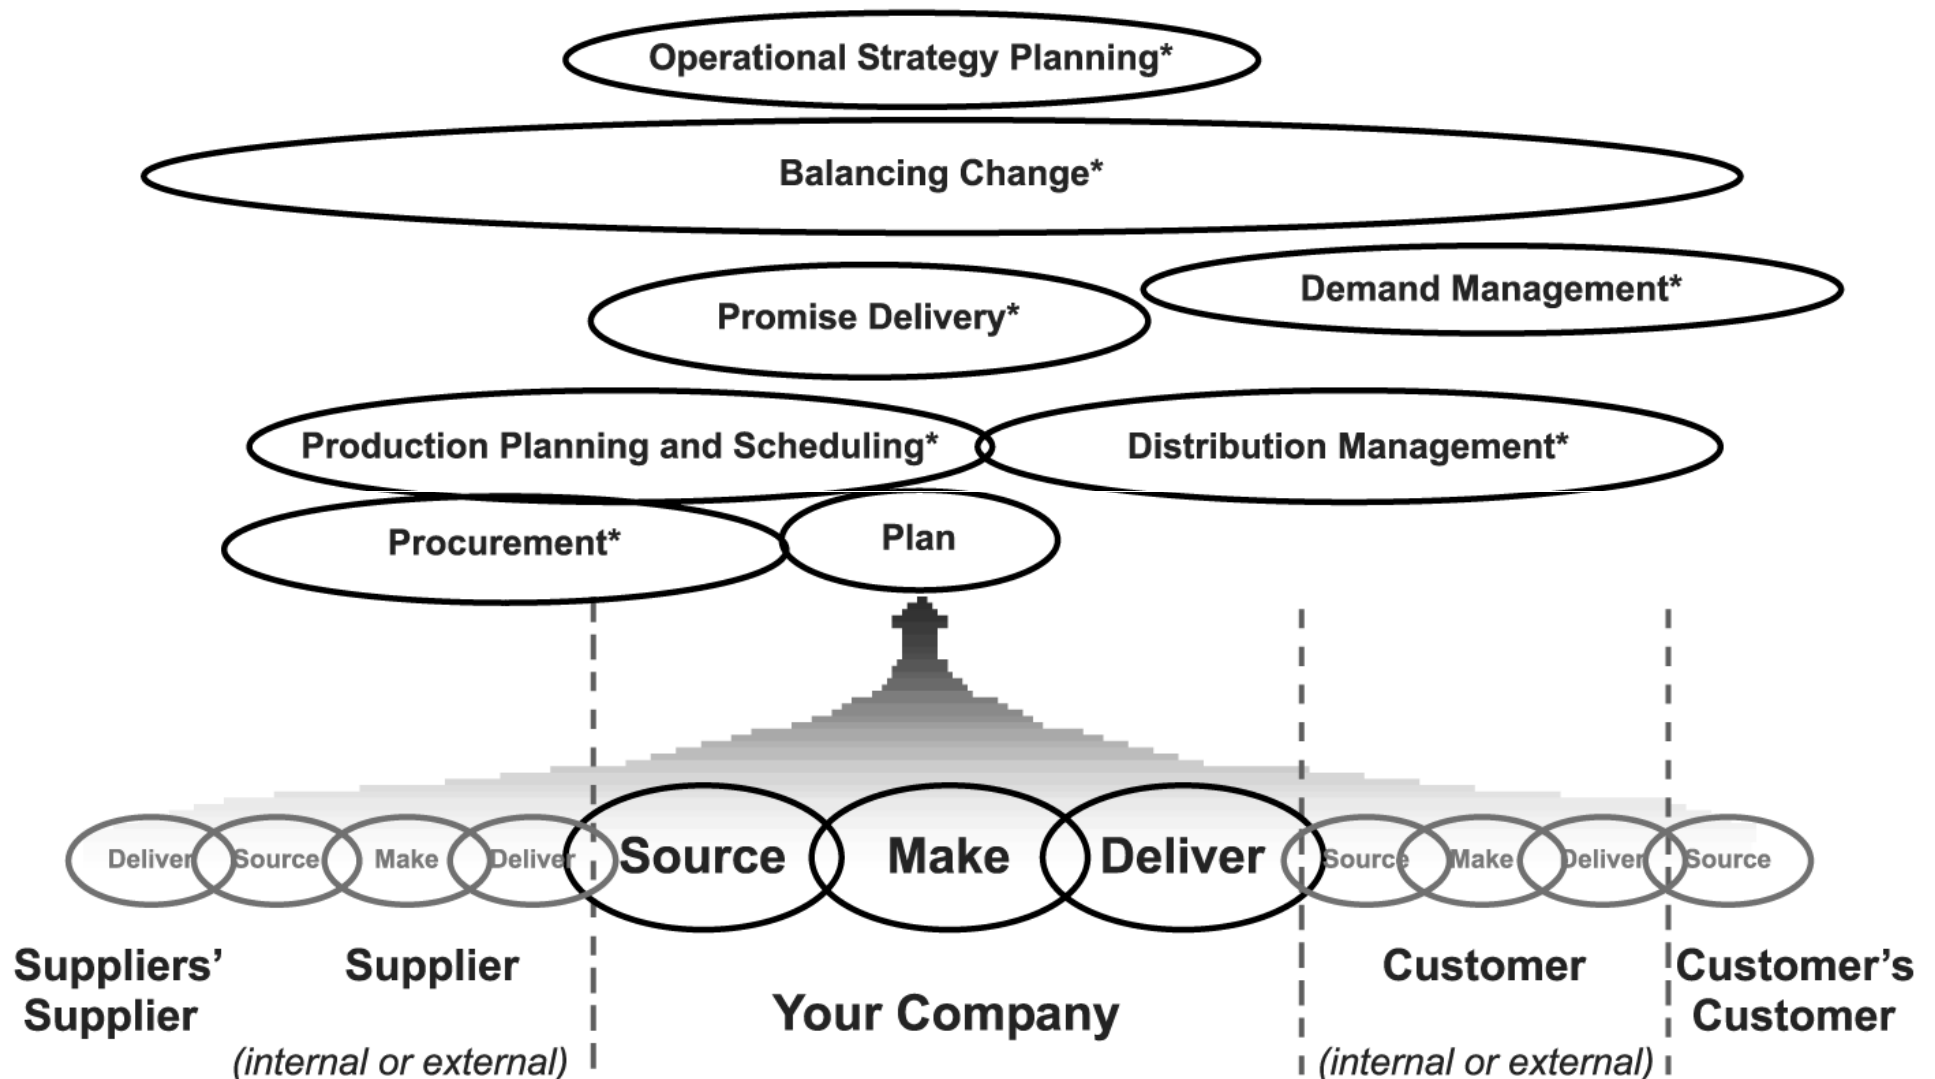 Operational Strategy Planning*
Balancing Change*
Demand Management*
Promise Delivery*
Production Planning and Scheduling*
Distribution Management*
Procurement*
Plan
Deliver
Source
Make
Deliver
Source
Make
Deliver
Source
Make
Deliver
Source
Suppliers’
Supplier
Supplier
(internal or external)
Your Company
Customer
(internal or external)
Customer’s
Customer